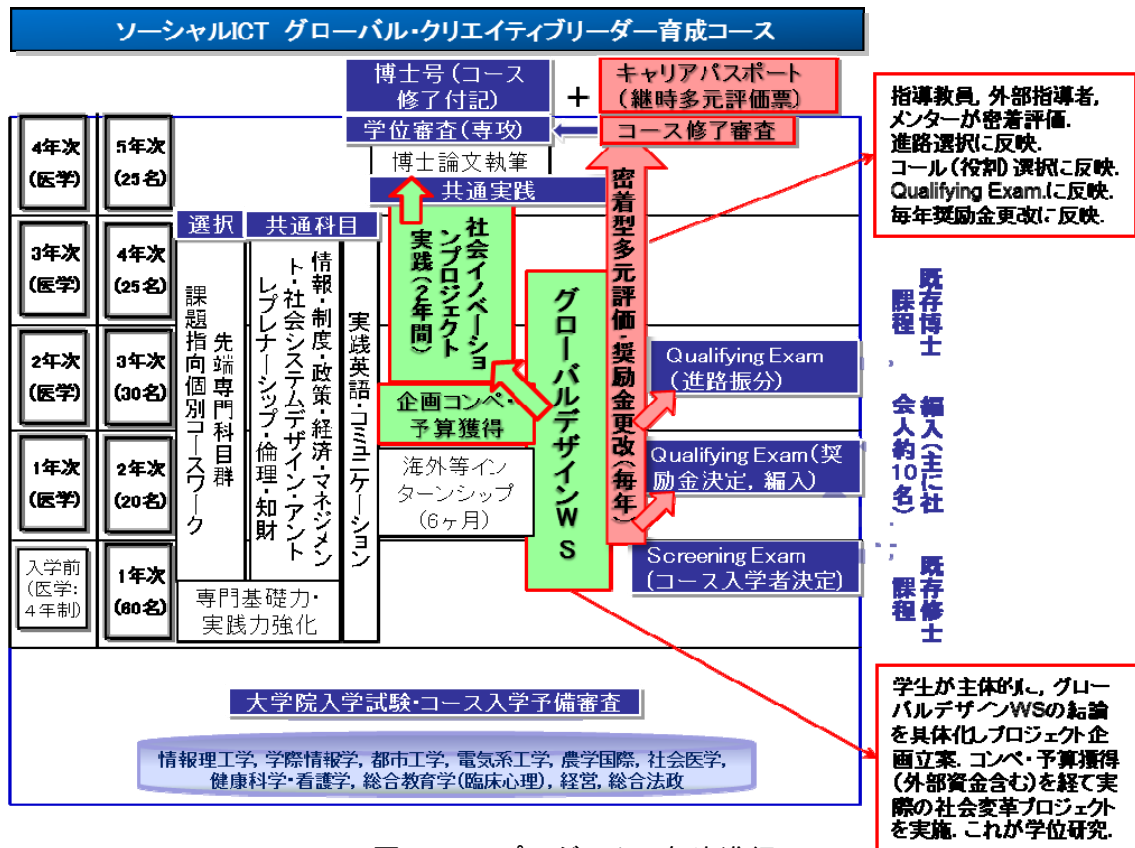 ソーシャルICT グローバル・クリエイティブリーダー育成コース
博士号(コース
修了付記)
+
キャリアパスポート
(継時多元評価票)
学位審査(専攻)
コース修了審査
博士論文執筆
共通実践
4年次
(医学)
5年次
(25名)
3年次
(医学)
4年次
(25名)
2年次
(医学)
3年次
(30名)
1年次
(医学)
2年次
(20名)
入学前
(医学:
4年制)
1年次
(60名)
選択
共通科目
課題指向個別コースワーク
先端専門科目群
情報・制度・政策・経済・マネジメン
ト・社会システムデザイン・アント
レプレナーシップ・倫理・知財
実践英語・コミュニケーション
専門基礎力・
実践力強化
社会イノベーショ
ンプロジェクト
実践(2年間)
企画コンペ・
予算獲得
海外等イン
ターンシップ
(6ヶ月)
グローバルデザインWS
密着型多元評価・奨励金更改(毎年)
Qualifying Exam
(進路振分)
Qualifying Exam(奨
励金決定, 編入)
Screening Exam
(コース入学者決定)
指導教員, 外部指導者,
メンターが密着評価.
進路選択に反映.
コール(役割)選択に反映.
Qualifying Exam.に反映.
毎年奨励金更改に反映.
既存博士
課程
編入(主に社
会人約10名)
既存修士
課程
学生が主体的に, グロー
バルデザインWSの結論
を具体化しプロジェクト企
画立案. コンペ・予算獲得
(外部資金含む)を経て実
際の社会変革プロジェクト
を実施. これが学位研究.
大学院入学試験・コース入学予備審査
情報理工学, 学際情報学, 都市工学, 電気系工学, 農学国際, 社会医学,
健康科学・看護学, 総合教育学(臨床心理), 経営, 総合法政